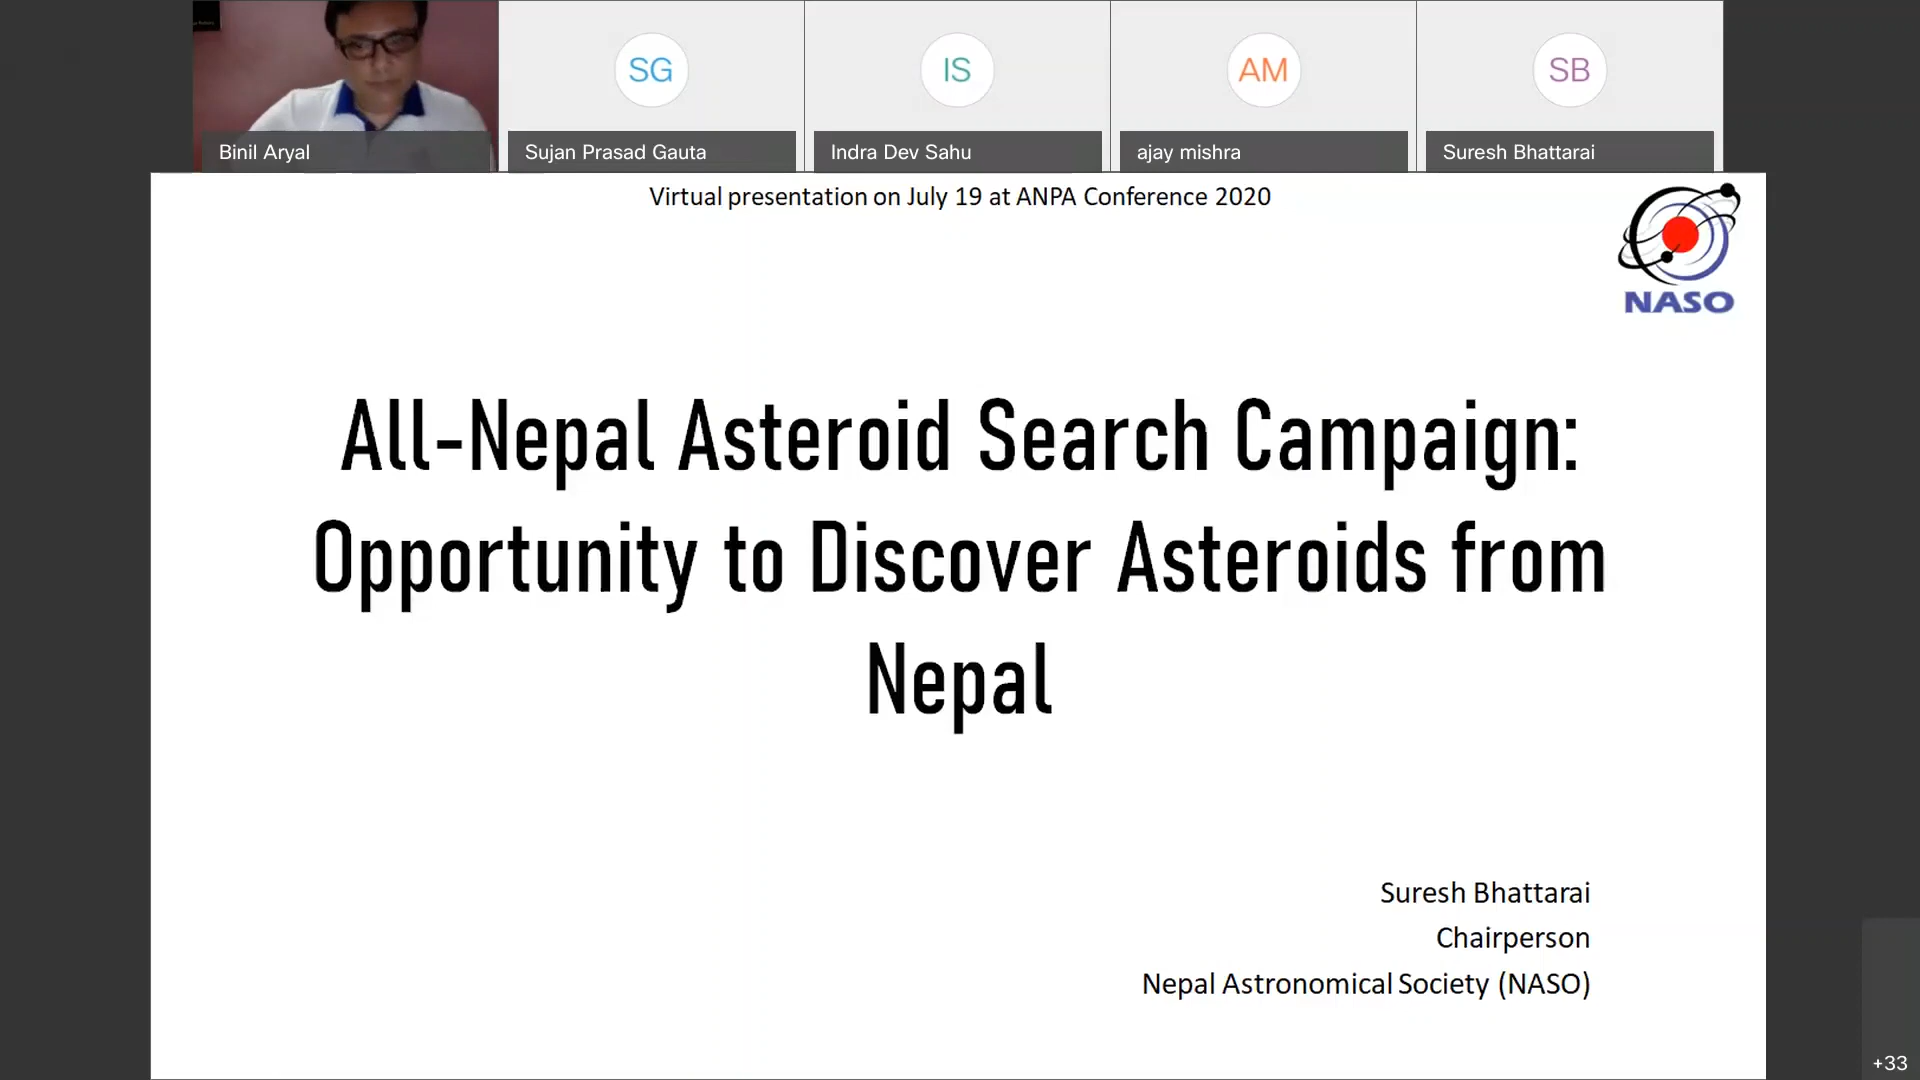 SG
IS
AM
SB
Binil Aryal
Sujan Prasad Gauta
Indra Dev Sahu
ajay mishra
Suresh Bhattarai
Virtual presentation on July 19 at ANPA Conference 2020
NASO
All-Nepal Asteroid Search Campaign:
Opportunity to Discover Asteroids from
Nepal
Suresh Bhattarai
Chairperson
Nepal Astronomical Society (NASO)
+33